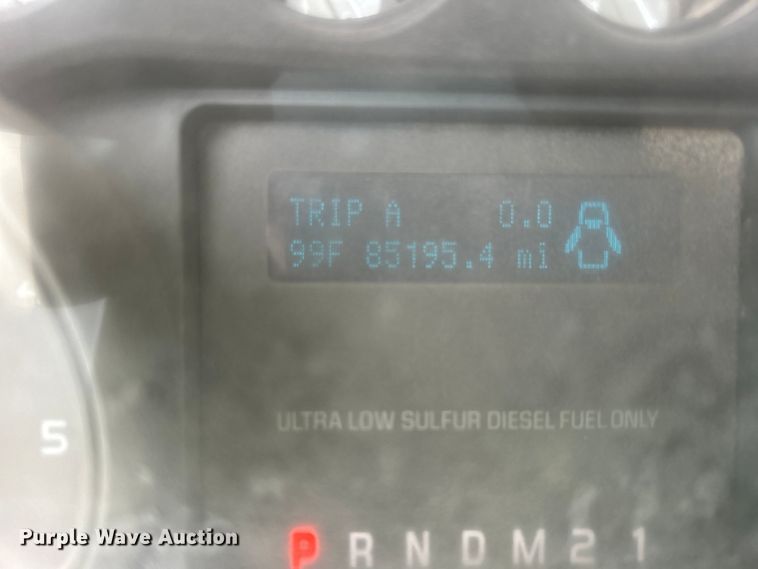 TRIP A 0.0
99F 85195.4 mi
ULTRA LOW SULFUR DIESEL FUEL ONLY
5
P R N D M 2 1
Purple Wave Auction